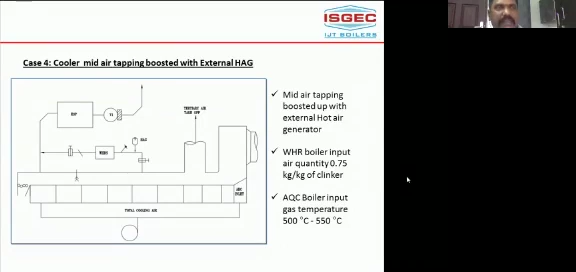 ISGEC
IJT BOILERS
Case 4: Cooler mid air tapping boosted with External HAG
✓ Mid air tapping
boosted up with
external Hot air
generator
✓ WHR boiler input
air quantity 0.75
kg/kg of clinker
✓ AQC Boiler input
gas temperature
500 °C - 550 °C
ESP
TERTIARY AIR
TAKE OFF
HAG
WHRB
TOTAL COOLING AIR